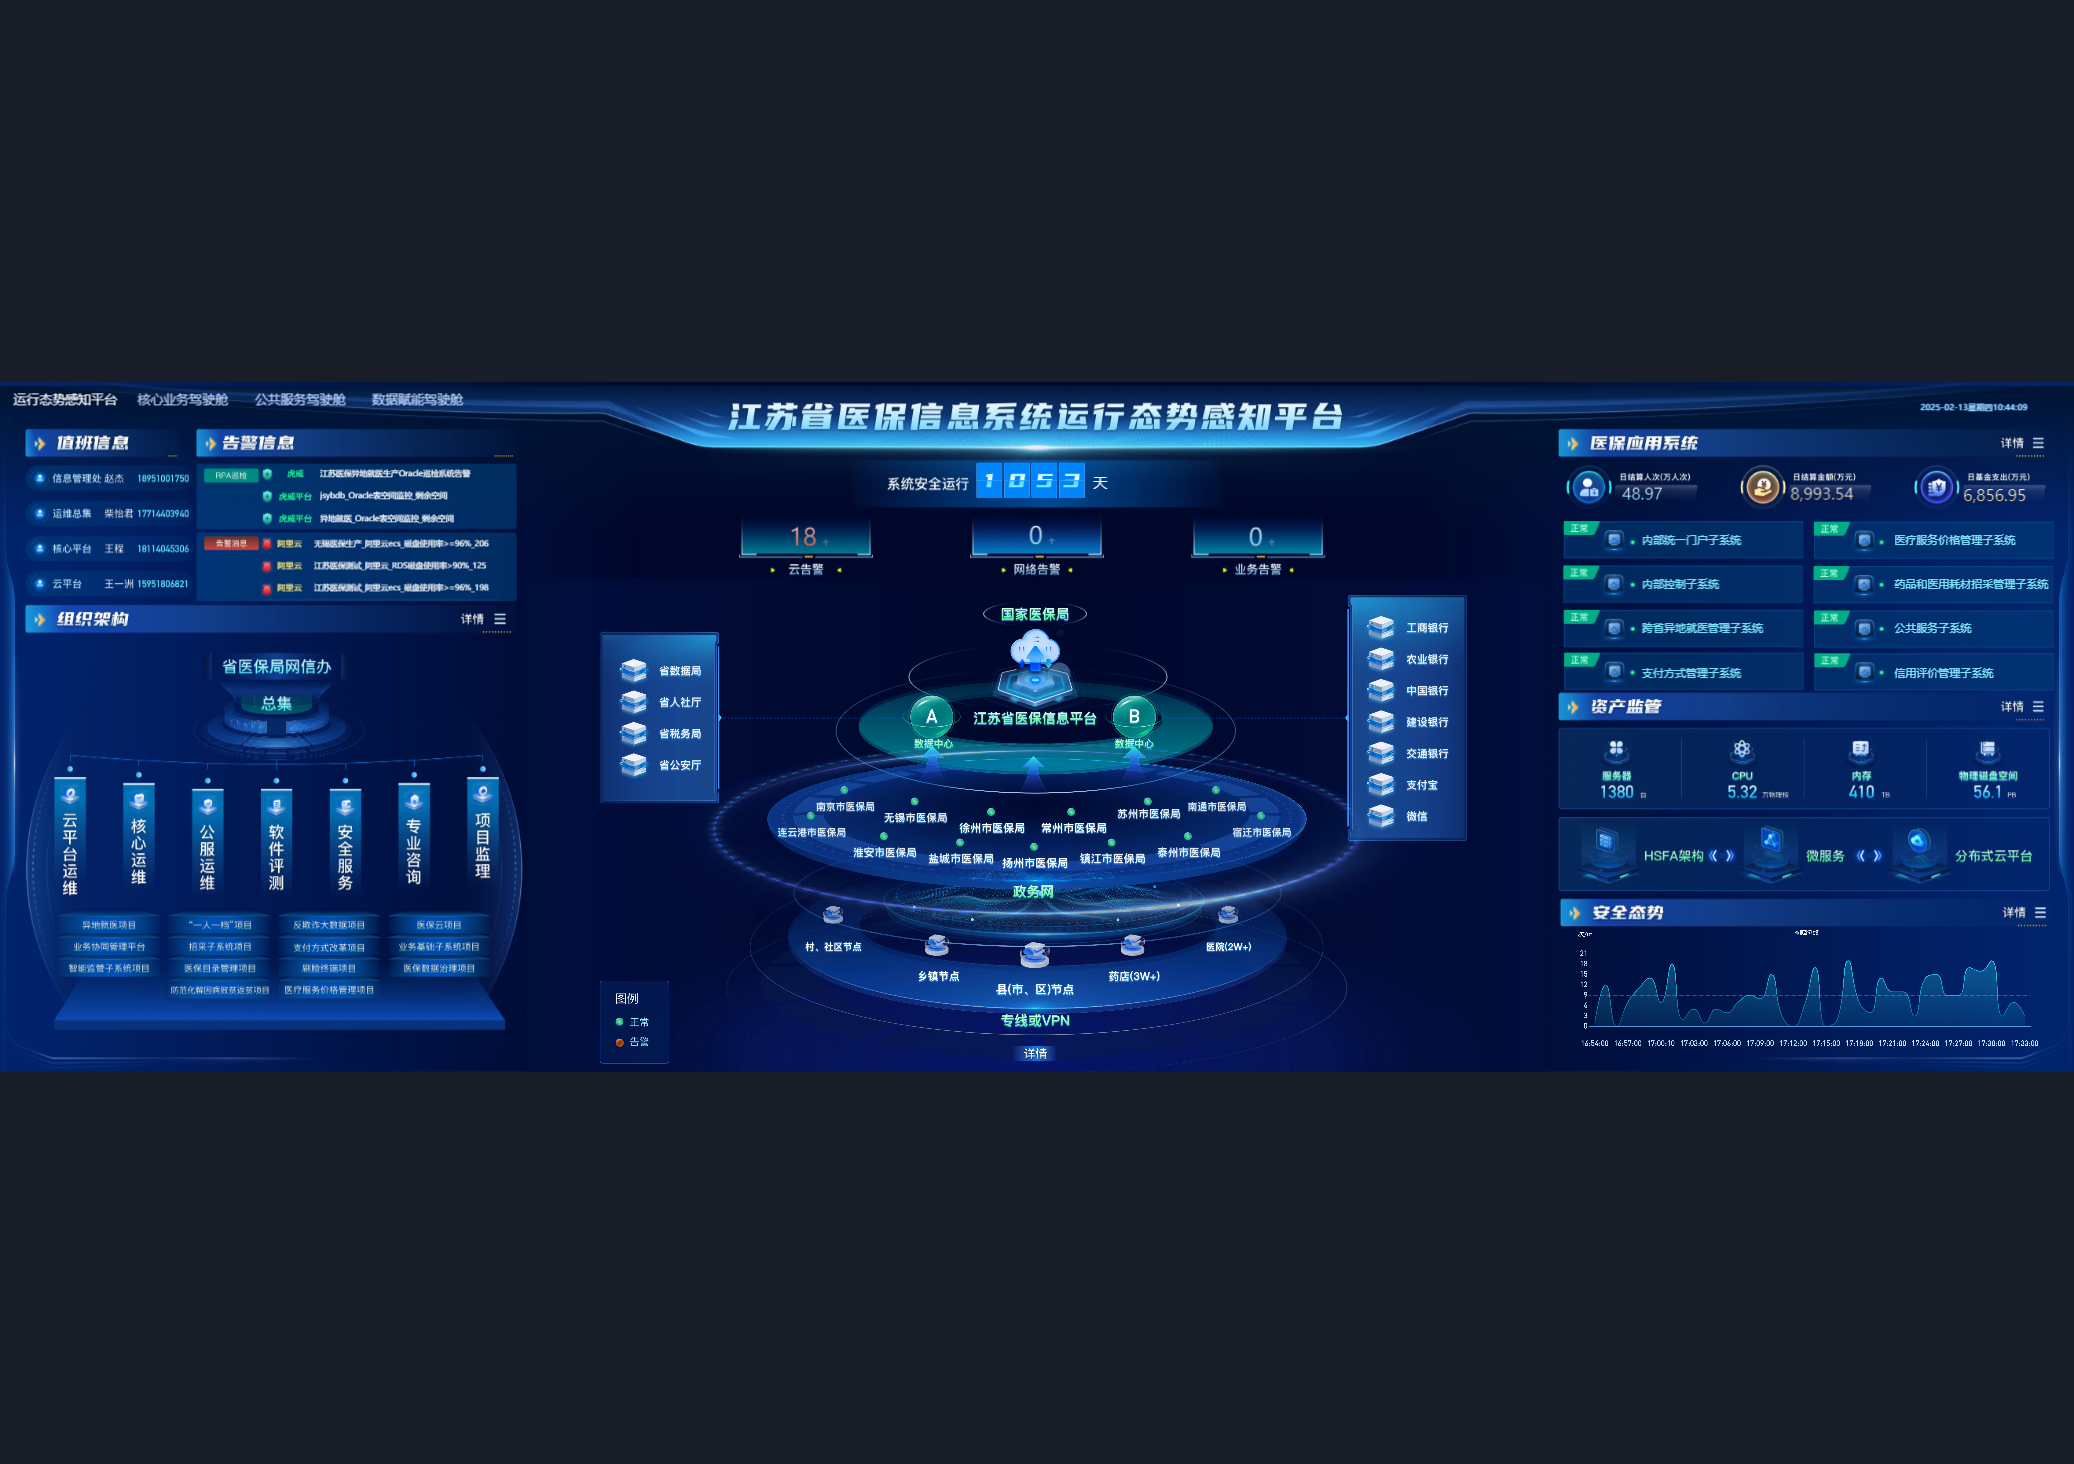 运行态势感知平台 核心业务驾驶舱 公共服务驾驶舱 数据赋能驾驶舱
江苏省医保信息系统运行态势感知平台
2025-02-13星期四10:44:09
值班信息
信息管理处 赵杰 18951001750
运维总集 柴怡君 17714403940
核心平台 王程 18114045306
云平台 王一洲 15951806821
告警信息
RPA巡检 虎威 江苏医保异地就医生产Oracle巡检系统告警
虎威平台 jsybdb_Oracle表空间监控_剩余空间
虎威平台 异地就医_Oracle表空间监控_剩余空间
告警消息 阿里云 无锡医保生产_阿里云ecs_磁盘使用率>=96%_206
阿里云 江苏医保测试_阿里云_RDS磁盘使用率>90%_125
阿里云 江苏医保测试_阿里云ecs_磁盘使用率>=96%_198
组织架构 详情
省医保局网信办
总集
云平台运维
核心运维
公服运维
软件评测
安全服务
专业咨询
项目监理
异地就医项目 “一人一档”项目 反欺诈大数据项目 医保云项目
业务协同管理平台 招采子系统项目 支付方式改革项目 业务基础子系统项目
智能监管子系统项目 医保目录管理项目 刷脸终端项目 医保数据治理项目
防范化解因病致贫返贫项目 医疗服务价格管理项目
系统安全运行 1053 天
18 个
云告警
0 个
网络告警
0 个
业务告警
省数据局
省人社厅
省税务局
省公安厅
国家医保局
A
数据中心
江苏省医保信息平台
B
数据中心
南京市医保局
无锡市医保局
徐州市医保局
常州市医保局
苏州市医保局
南通市医保局
连云港市医保局
淮安市医保局
盐城市医保局
扬州市医保局
镇江市医保局
泰州市医保局
宿迁市医保局
政务网
村、社区节点
乡镇节点
县(市、区)节点
药店(3W+)
医院(2W+)
专线或VPN
详情
图例
正常
告警
工商银行
农业银行
中国银行
建设银行
交通银行
支付宝
微信
医保应用系统 详情
日结算人次(万人次)
48.97
日结算金额(万元)
8,993.54
日基金支出(万元)
6,856.95
正常 内部统一门户子系统
正常 医疗服务价格管理子系统
正常 内部控制子系统
正常 药品和医用耗材招采管理子系统
正常 跨省异地就医管理子系统
正常 公共服务子系统
正常 支付方式管理子系统
正常 信用评价管理子系统
资产监管 详情
服务器
1380 台
CPU
5.32 万物理核
内存
410 TB
物理磁盘空间
56.1 PB
HSFA架构 《 》 微服务 《 》 分布式云平台
安全态势 详情
21
18
15
12
9
6
3
0
16:54:00 16:57:00 17:00:10 17:03:00 17:06:00 17:09:00 17:12:00 17:15:00 17:18:00 17:21:00 17:24:00 17:27:00 17:30:00 17:33:00